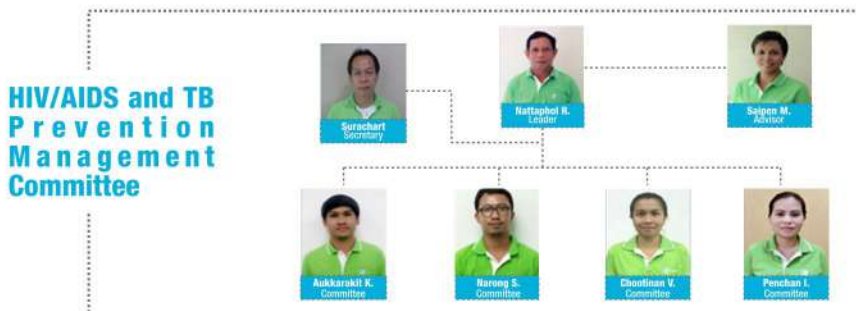 HIV/AIDS and TB
Prevention
Management
Committee
Surachart
Secretary
Nattaphol R.
Leader
Saipen M.
Advisor
Aukkarakit K.
Committee
Narong S.
Committee
Chootinan V.
Committee
Penchan I.
Committee